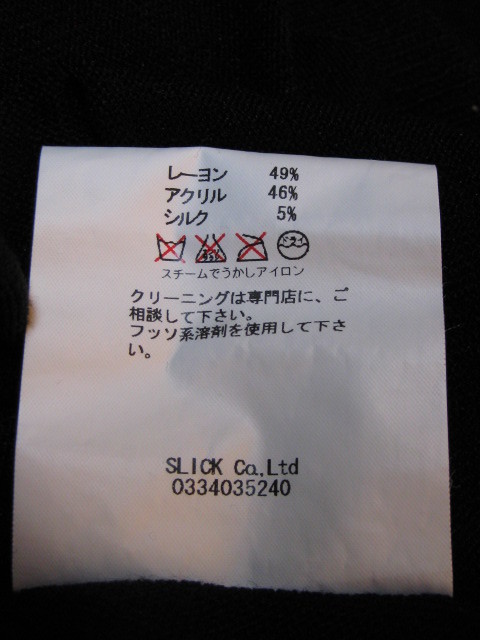 レーヨン 49%
アクリル 46%
シルク 5%
ドライ
スチームでうかしアイロン
クリーニングは専門店に、ご
相談して下さい。
フッソ系溶剤を使用して下さ
い。
SLICK Co,Ltd
0334035240